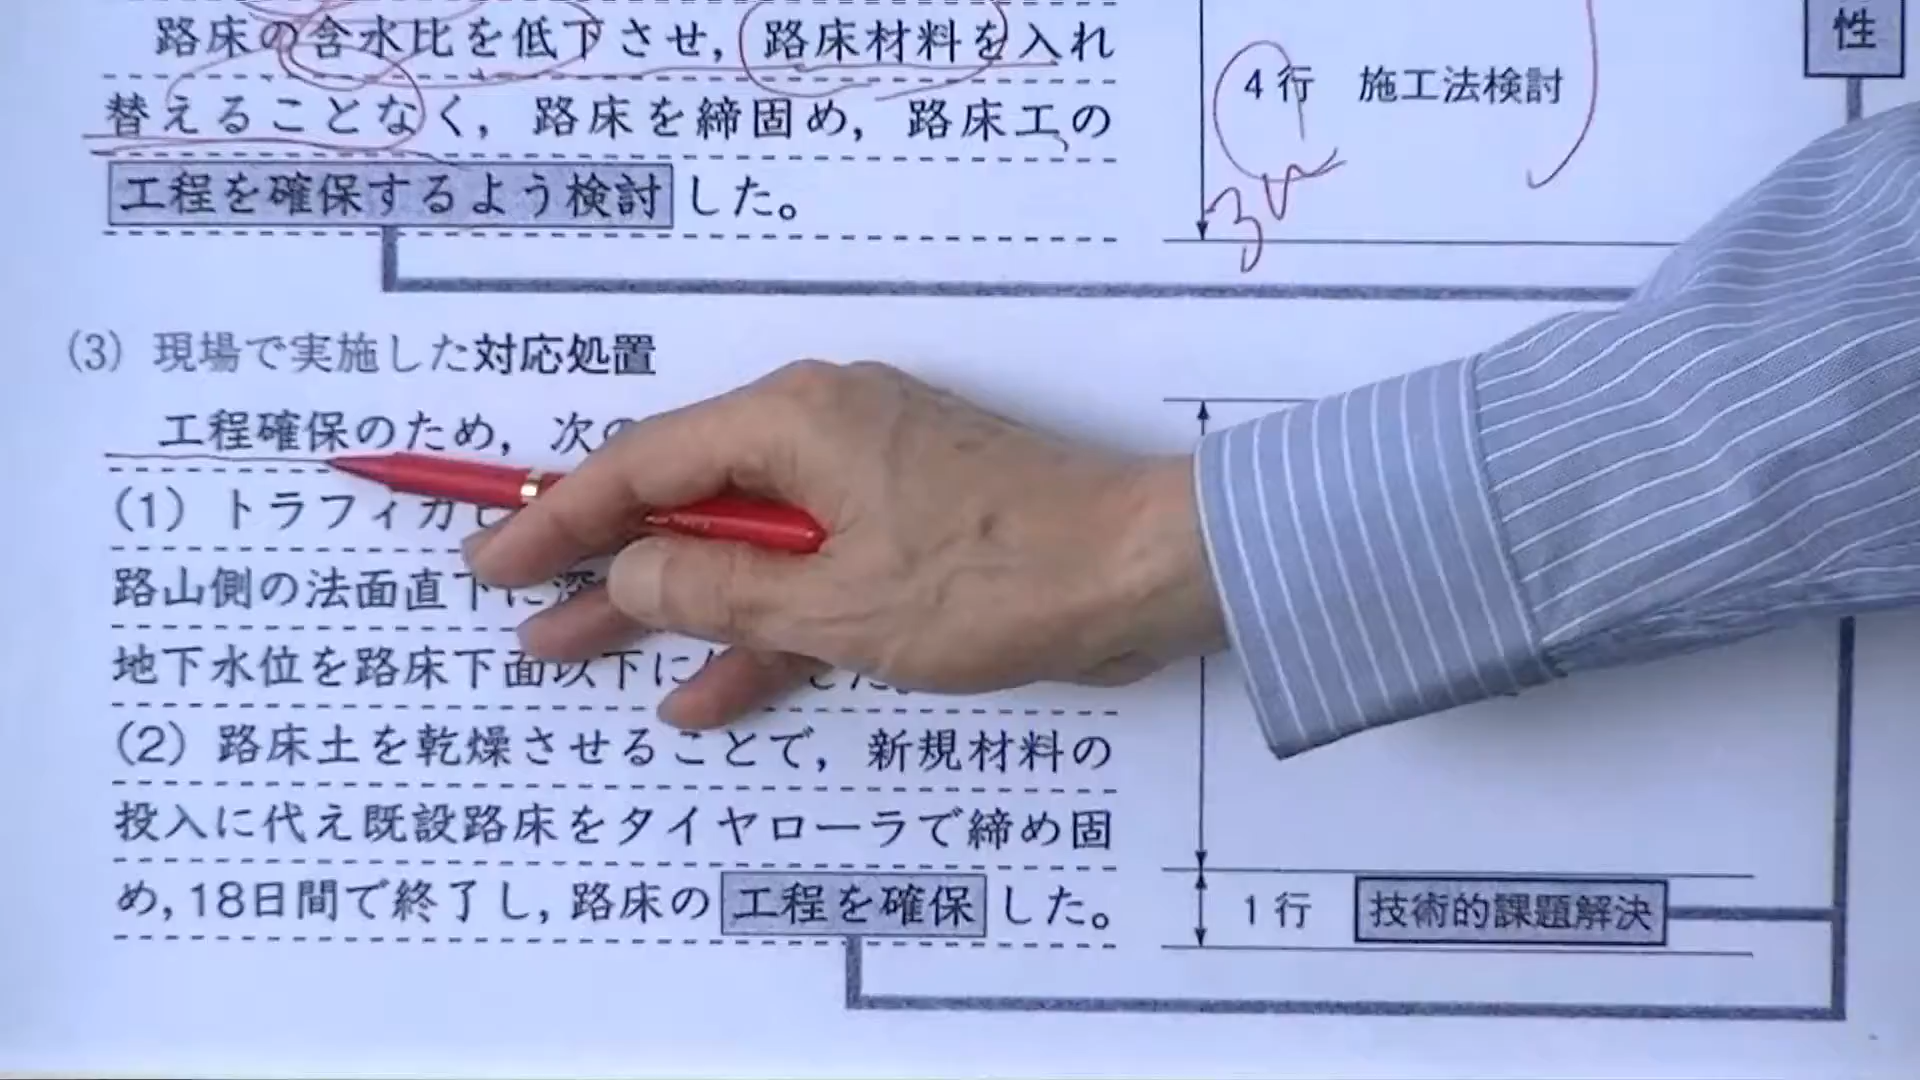 路床の含水比を低下させ，路床材料を入れ
替えることなく，路床を締固め，路床工の
工程を確保するよう検討した。
4行 施工法検討
3
性
(3) 現場で実施した対応処置
工程確保のため，次の
(1) トラフィカビ
路山側の法面直下に深
地下水位を路床下面以下に
した。
(2) 路床土を乾燥させることで，新規材料の
投入に代え既設路床をタイヤローラで締め固
め，18日間で終了し，路床の工程を確保した。
1行 技術的課題解決